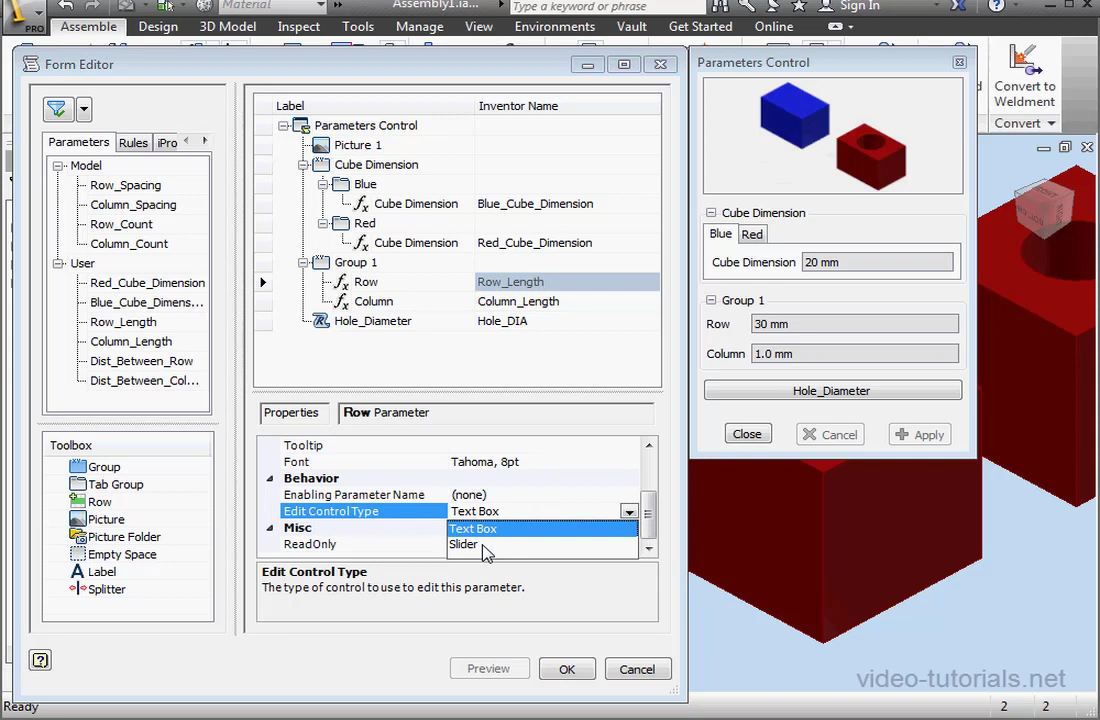 Material
Assembly1.ia...
Type a keyword or phrase
Sign In
PRO
Assemble
Design
3D Model
Inspect
Tools
Manage
View
Environments
Vault
Get Started
Online
Form Editor
Parameters
Rules
iPro
Model
Row_Spacing
Column_Spacing
Row_Count
Column_Count
User
Red_Cube_Dimension
Blue_Cube_Dimens...
Row_Length
Column_Length
Dist_Between_Row
Dist_Between_Col...
Toolbox
Group
Tab Group
Row
Picture
Picture Folder
Empty Space
Label
Splitter
Label Inventor Name
Parameters Control
Picture 1
Cube Dimension
Blue
Cube Dimension Blue_Cube_Dimension
Red
Cube Dimension Red_Cube_Dimension
Group 1
Row Row_Length
Column Column_Length
Hole_Diameter Hole_DIA
Properties Row Parameter
Tooltip
Font Tahoma, 8pt
Behavior
Enabling Parameter Name (none)
Edit Control Type Text Box
Misc Text Box
ReadOnly Slider
Edit Control Type
The type of control to use to edit this parameter.
Preview
OK
Cancel
Parameters Control
Cube Dimension
Blue Red
Cube Dimension 20 mm
Group 1
Row 30 mm
Column 1.0 mm
Hole_Diameter
Close
Cancel
Apply
Convert to
Weldment
Convert
video-tutorials.net
Ready
2 2